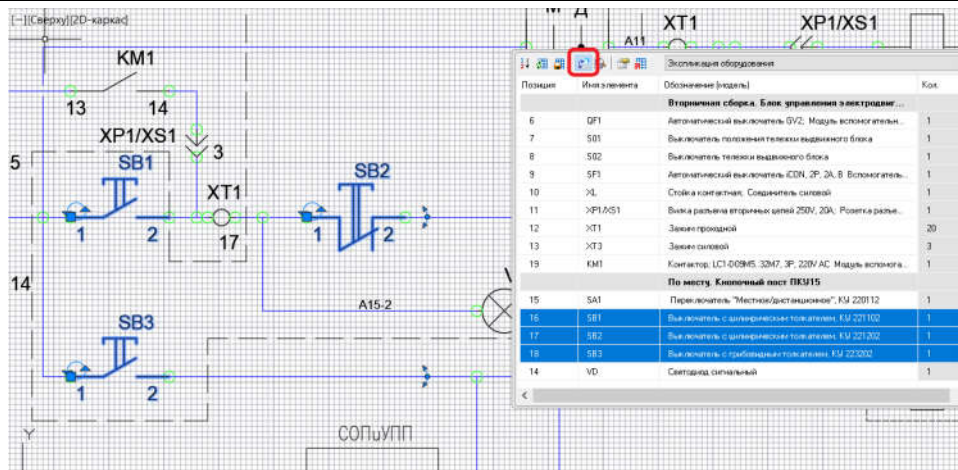 [−][Сверху][2D-каркас]
М Д
XT1
XP1/XS1
A11
KM1
13 14
XP1/XS1
3
5
SB1
XT1
SB2
1 2
17
1 2
14
A15-2
SB3
1 2
Y
СОПиУПП
Экспликация оборудования
Позиция Имя элемента Обозначение (модель) Кол.
Вторичная сборка. Блок управления электродвиг...
6 QF1 Автоматический выключатель GV2; Модуль вспомогательн... 1
7 S01 Выключатель положения тележки выдвижного блока 1
8 S02 Выключатель тележки выдвижного блока 1
9 SF1 Автоматический выключатель iC0N, 2P, 2A, B Вспомогатель... 1
10 XL Стойка контактная; Соединитель силовой 1
11 XP1/XS1 Вилка разъема вторичных цепей 250V, 20A; Розетка разъе... 1
12 XT1 Зажим проходной 20
13 XT3 Зажим силовой 3
19 KM1 Контактор; LC1-D09M5, 32M7, 3P, 220V AC Модуль вспомога... 1
По месту. Кнопочный пост ПКУ15
15 SA1 Переключатель "Местное/дистанционное", КУ 220112 1
16 SB1 Выключатель с цилиндрическим толкателем, КУ 221102 1
17 SB2 Выключатель с цилиндрическим толкателем, КУ 221202 1
18 SB3 Выключатель с грибовидным толкателем, КУ 223202 1
14 VD Светодиод сигнальный 1